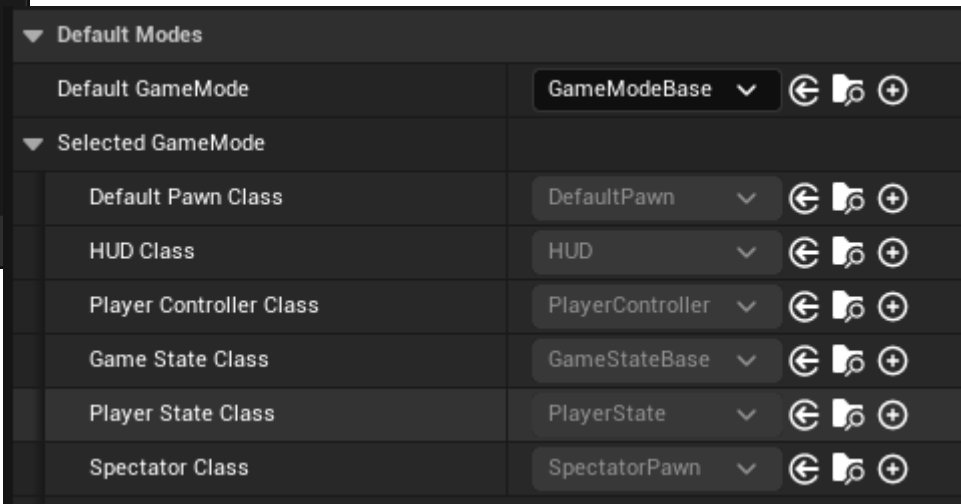 Default Modes
Default GameMode GameModeBase
Selected GameMode
Default Pawn Class DefaultPawn
HUD Class HUD
Player Controller Class PlayerController
Game State Class GameStateBase
Player State Class PlayerState
Spectator Class SpectatorPawn